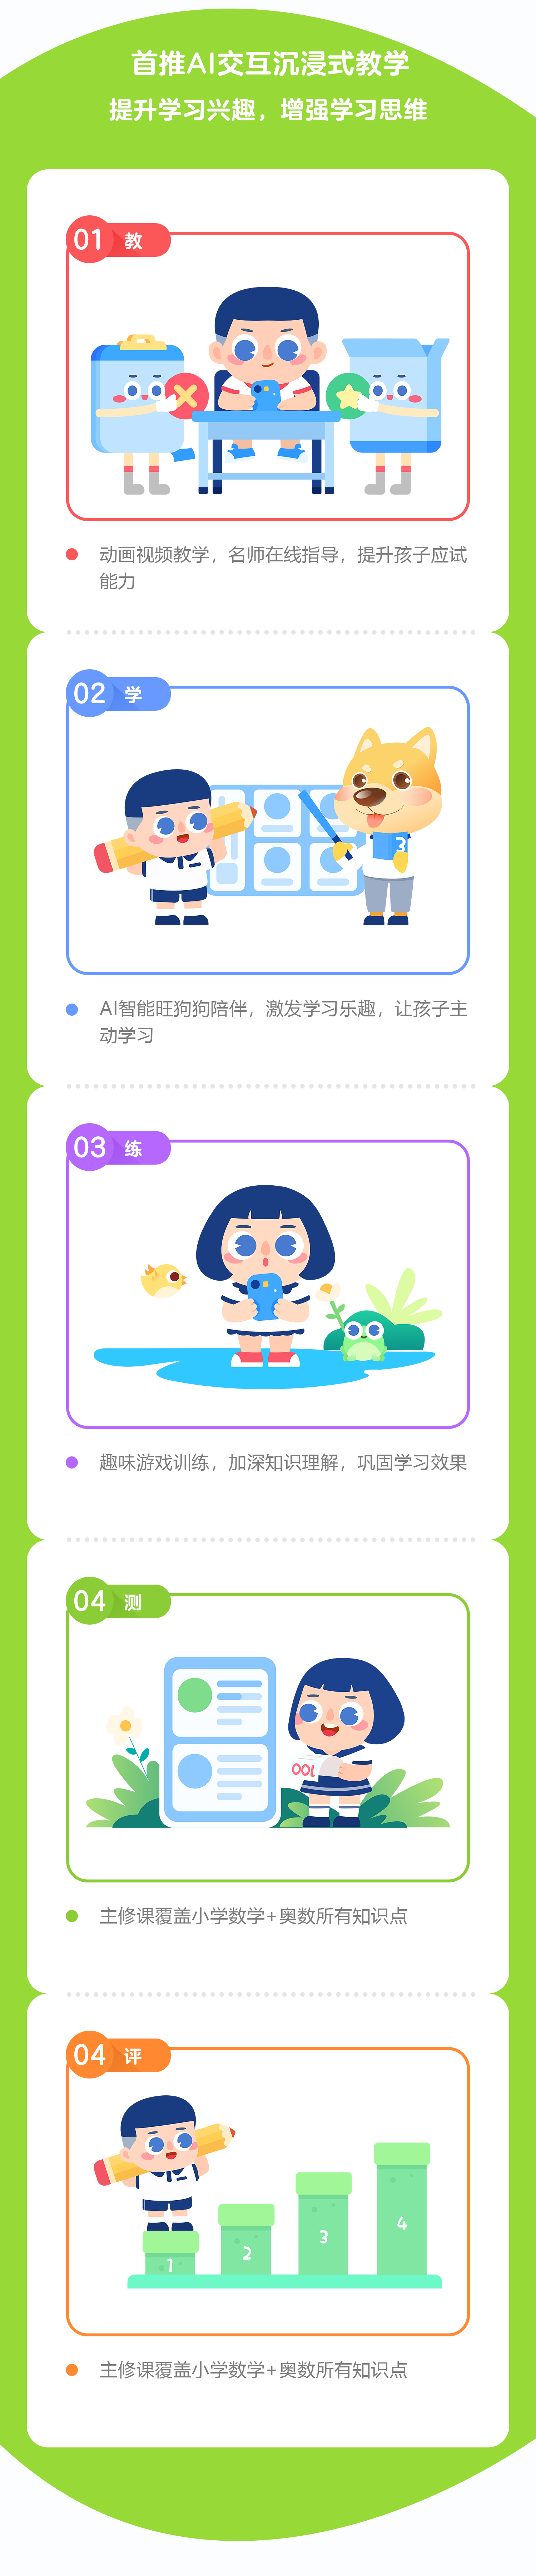 首推AI交互沉浸式教学
提升学习兴趣，增强学习思维
01 教
动画视频教学，名师在线指导，提升孩子应试
能力
02 学
3
AI智能旺狗狗陪伴，激发学习乐趣，让孩子主
动学习
03 练
趣味游戏训练，加深知识理解，巩固学习效果
04 测
100
主修课覆盖小学数学+奥数所有知识点
04 评
1
2
3
4
主修课覆盖小学数学+奥数所有知识点